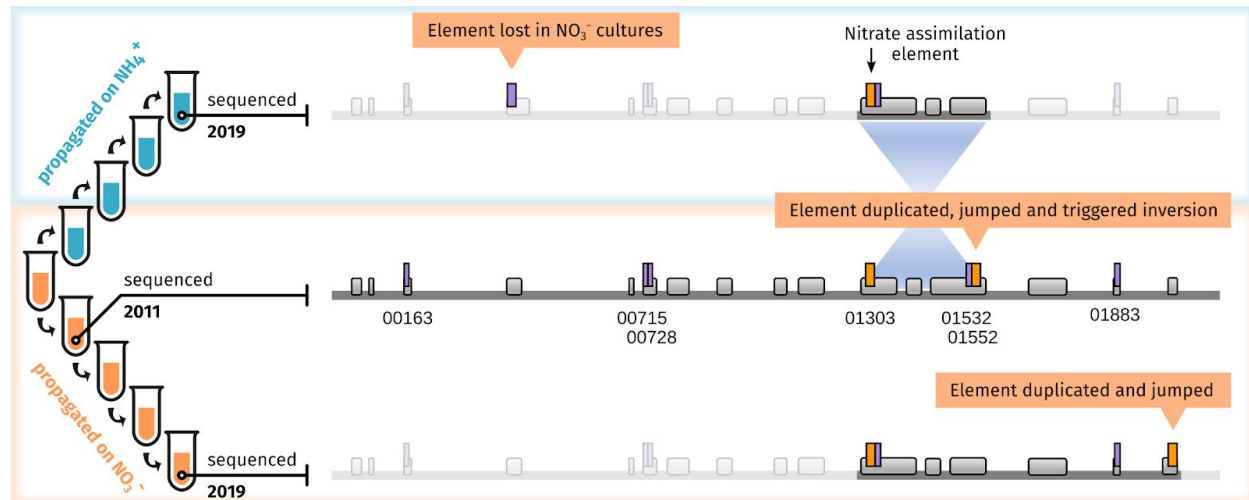 propagated on NH₄⁺
sequenced
2019
Element lost in NO₃⁻ cultures
Nitrate assimilation
element
Element duplicated, jumped and triggered inversion
sequenced
2011
00163
00715
00728
01303
01532
01552
01883
propagated on NO₃⁻
Element duplicated and jumped
sequenced
2019